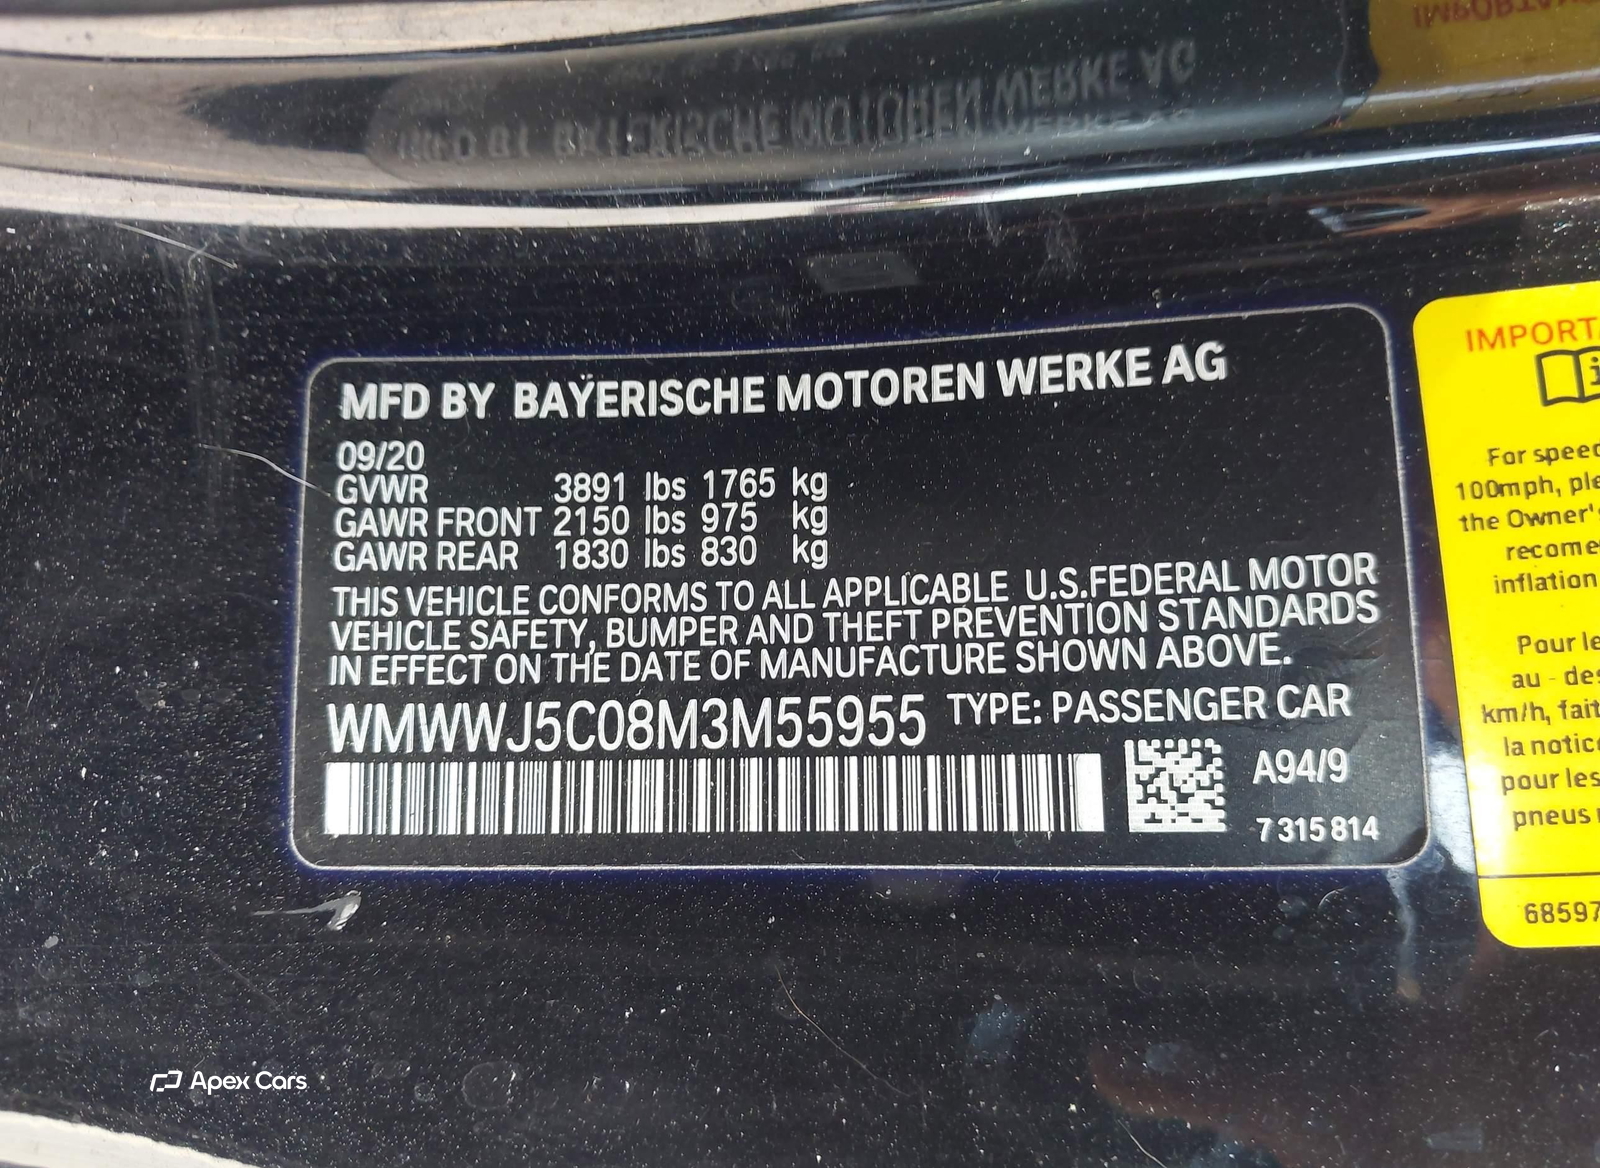 MFD BY BAYERISCHE MOTOREN WERKE AG
09/20
GVWR 3891 lbs 1765 kg
GAWR FRONT 2150 lbs 975 kg
GAWR REAR 1830 lbs 830 kg
THIS VEHICLE CONFORMS TO ALL APPLICABLE U.S.FEDERAL MOTOR
VEHICLE SAFETY, BUMPER AND THEFT PREVENTION STANDARDS
IN EFFECT ON THE DATE OF MANUFACTURE SHOWN ABOVE.
WMWWJ5C08M3M55955 TYPE: PASSENGER CAR
A94/9
7 315 814
IMPORTA
For speed
100mph, ple
the Owner'
recome
inflation
Pour le
au - des
km/h, fait
la notic
pour les
pneus
68597
Apex Cars